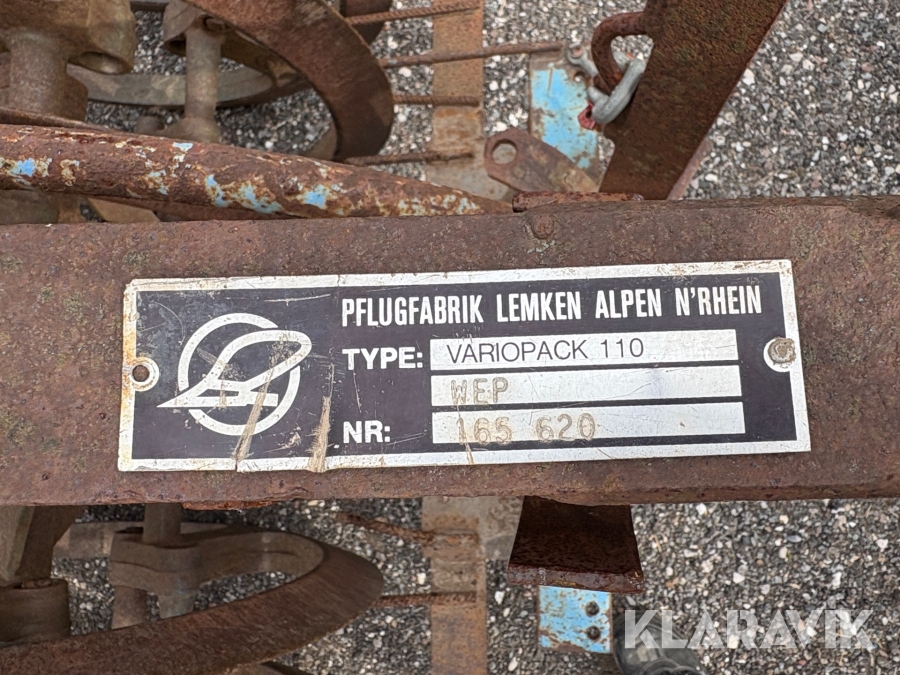 PFLUGFABRIK LEMKEN ALPEN N'RHEIN
TYPE: VARIOPACK 110
WEP
NR: 165 620
KLARAVIK